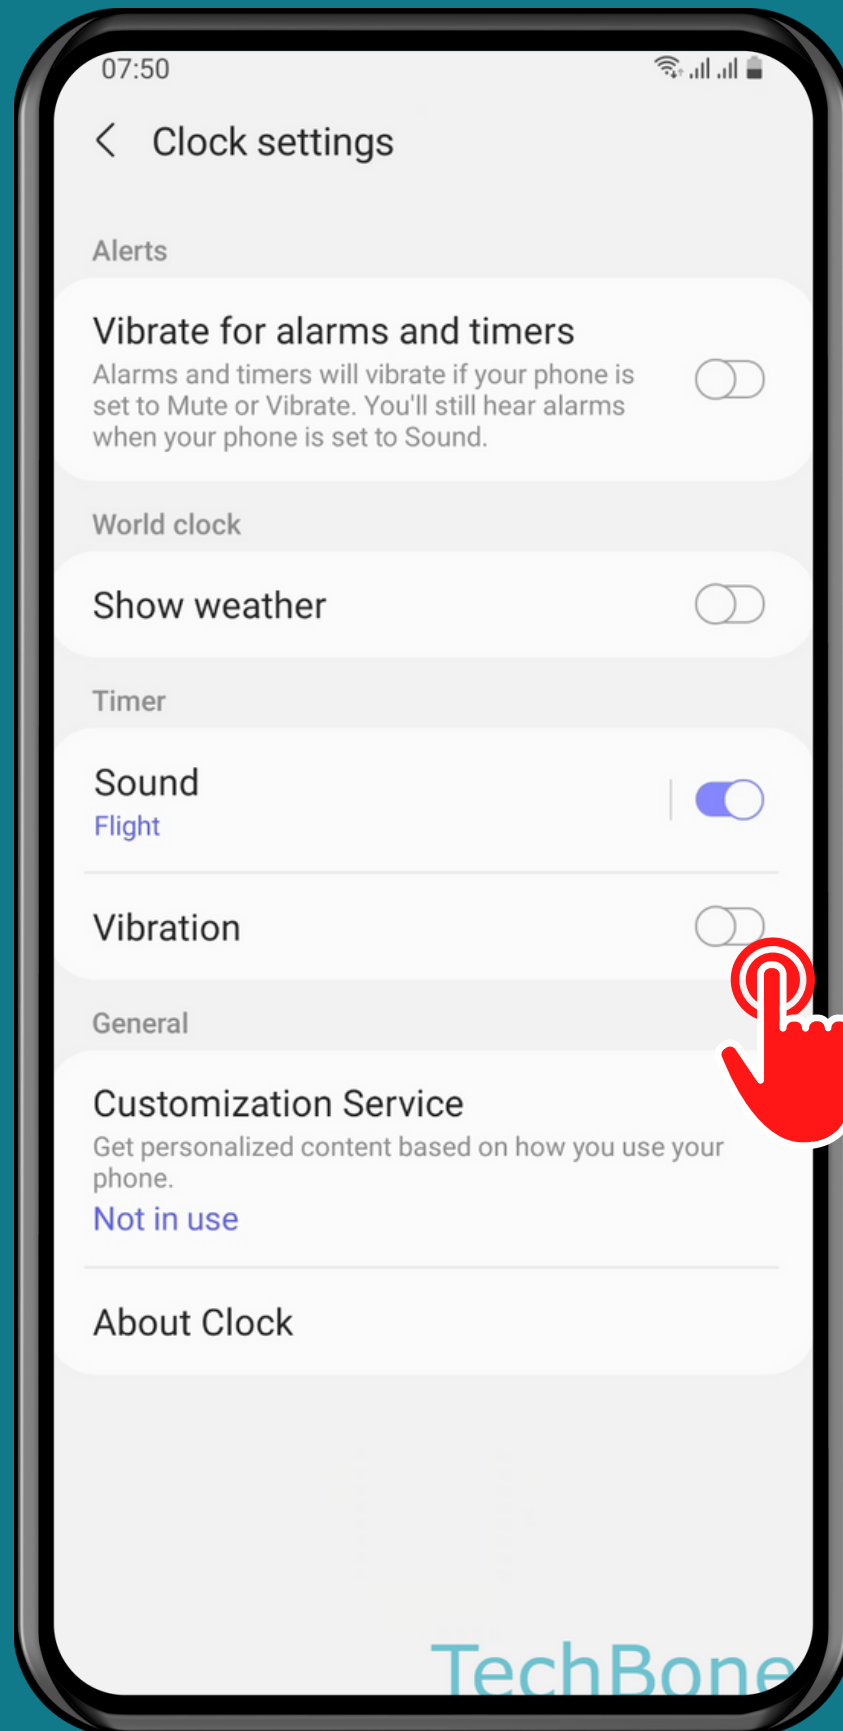 07:50
Clock settings
Alerts
Vibrate for alarms and timers
Alarms and timers will vibrate if your phone is
set to Mute or Vibrate. You'll still hear alarms
when your phone is set to Sound.
World clock
Show weather
Timer
Sound
Flight
Vibration
General
Customization Service
Get personalized content based on how you use your
phone.
Not in use
About Clock
TechBone